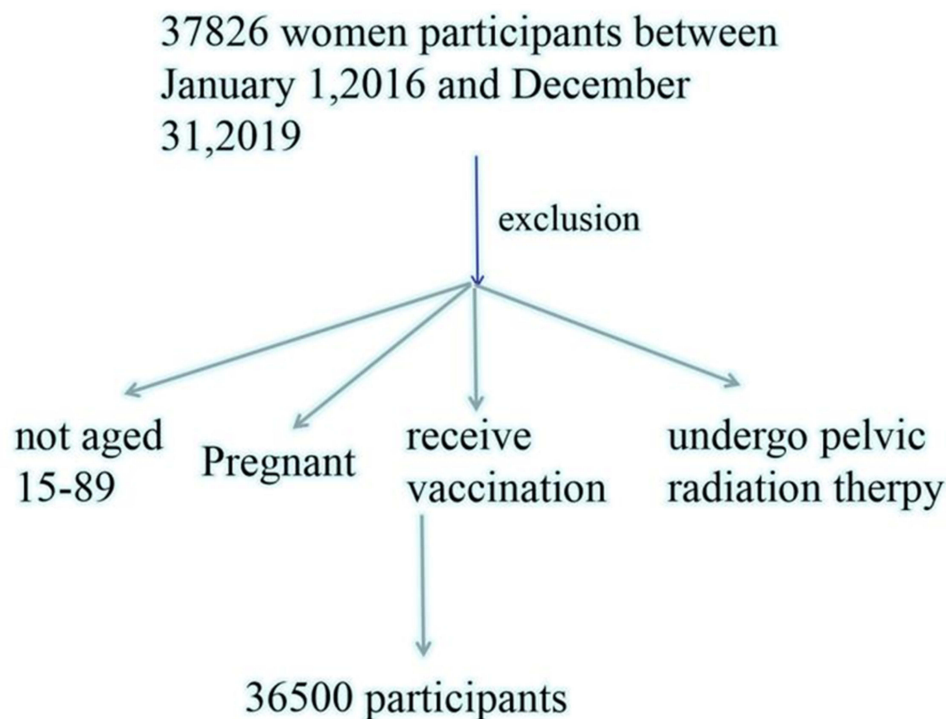 37826 women participants between
January 1,2016 and December
31,2019
exclusion
not aged
15-89
Pregnant
receive
vaccination
undergo pelvic
radiation therpy
36500 participants